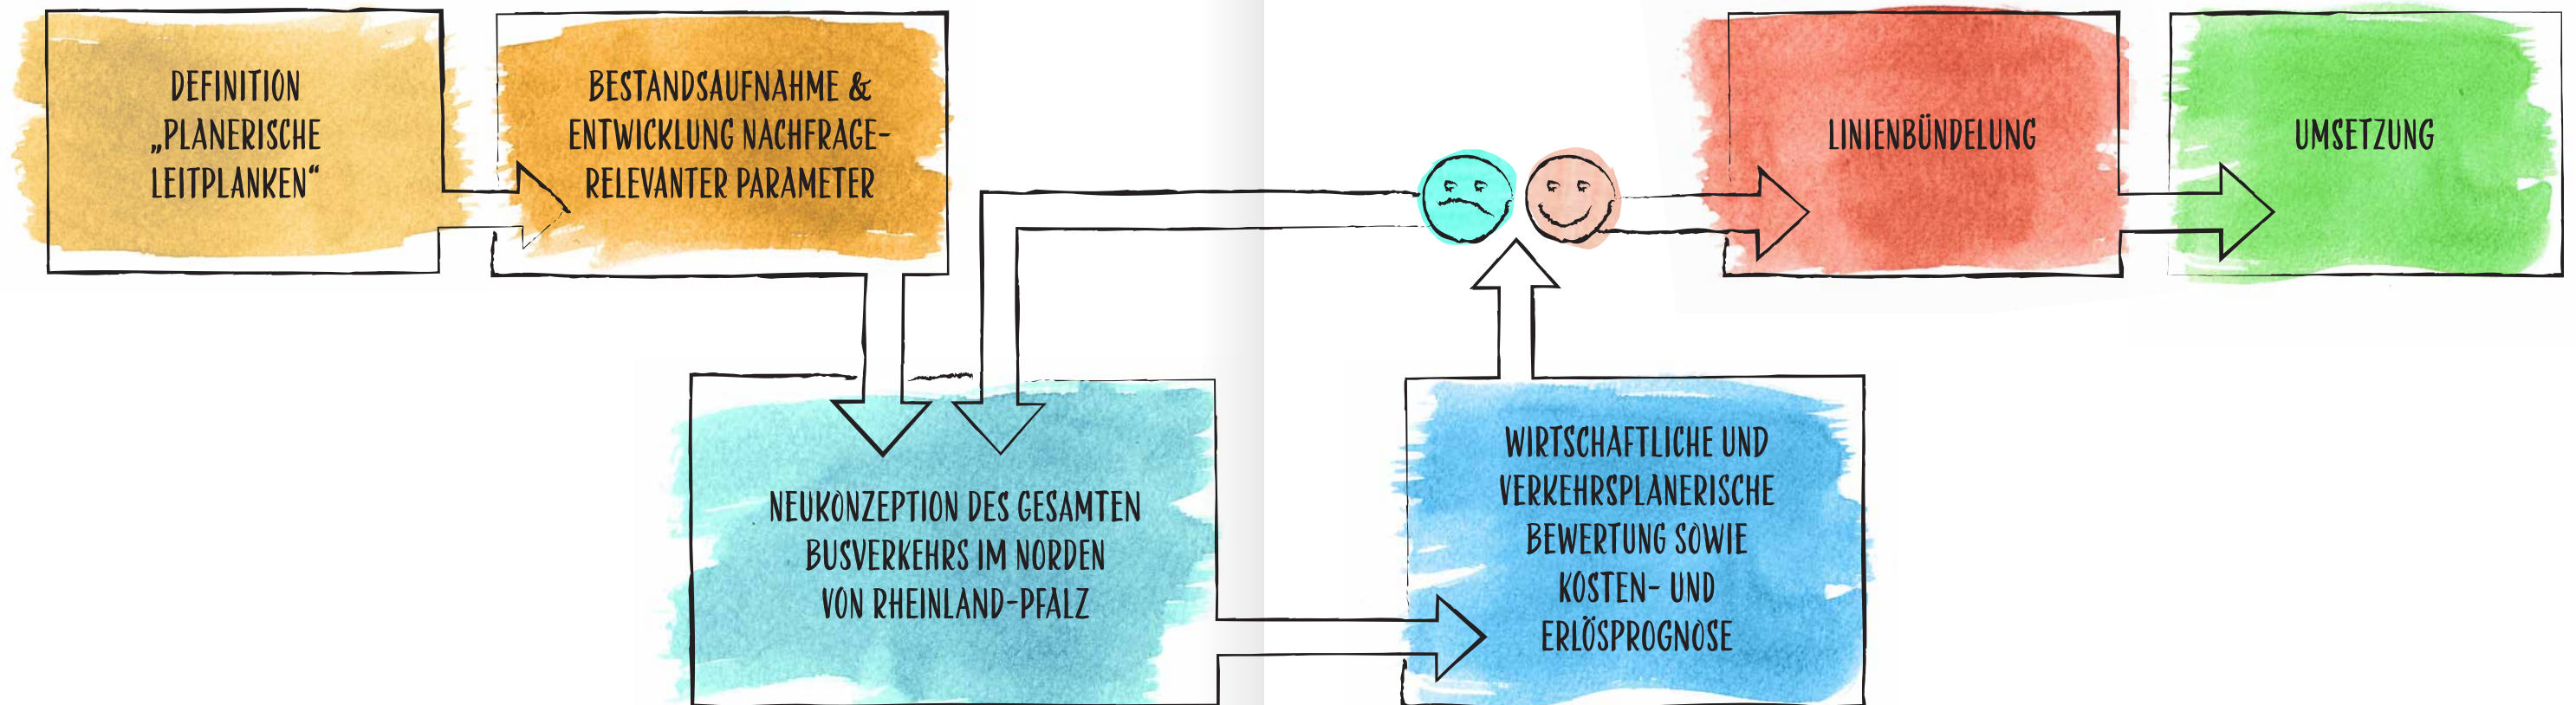 DEFINITION
„PLANERISCHE
LEITPLANKEN“
BESTANDSAUFNAHME &
ENTWICKLUNG NACHFRAGE-
RELEVANTER PARAMETER
NEUKONZEPTION DES GESAMTEN
BUSVERKEHRS IM NORDEN
VON RHEINLAND-PFALZ
WIRTSCHAFTLICHE UND
VERKEHRSPLANERISCHE
BEWERTUNG SOWIE
KOSTEN- UND
ERLÖSPROGNOSE
LINIENBÜNDELUNG
UMSETZUNG